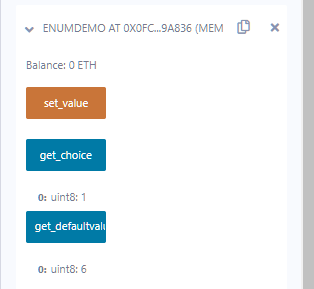 ENUMDEMO AT 0X0FC...9A836 (MEM
Balance: 0 ETH
set_value
get_choice
0: uint8: 1
get_defaultvalu
0: uint8: 6